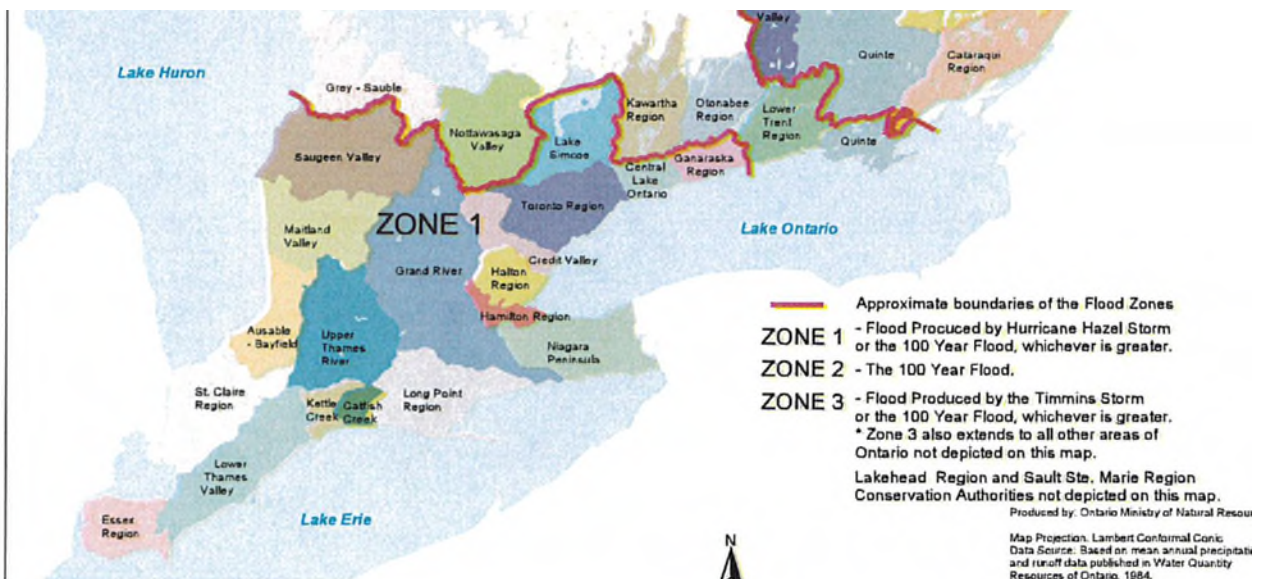 Valley
Quinte
Cataraqui
Region
Lake Huron
Grey - Sauble
Kawartha
Region
Otonabee
Region
Lower
Trent
Region
Nottawasaga
Valley
Lake
Simcoe
Quinte
Saugeen Valley
Central
Lake
Ontario
Ganaraska
Region
Toronto Region
ZONE 1
Maitland
Valley
Lake Ontario
Credit Valley
Grand River
Halton
Region
Hamilton Region
Ausable
- Bayfield
Upper
Thames
River
Niagara
Peninsula
St. Claire
Region
Kettle
Creek
Catfish
Creek
Long Point
Region
Lower
Thames
Valley
Essex
Region
Lake Erie
Approximate boundaries of the Flood Zones
ZONE 1 - Flood Produced by Hurricane Hazel Storm
or the 100 Year Flood, whichever is greater.
ZONE 2 - The 100 Year Flood.
ZONE 3 - Flood Produced by the Timmins Storm
or the 100 Year Flood, whichever is greater.
* Zone 3 also extends to all other areas of
Ontario not depicted on this map.
Lakehead Region and Sault Ste. Marie Region
Conservation Authorities not depicted on this map.
Produced by: Ontario Ministry of Natural Resou
N
Map Projection: Lambert Conformal Conic
Data Source: Based on mean annual precipitati
and runoff data published in Water Quantity
Resources of Ontario, 1984.